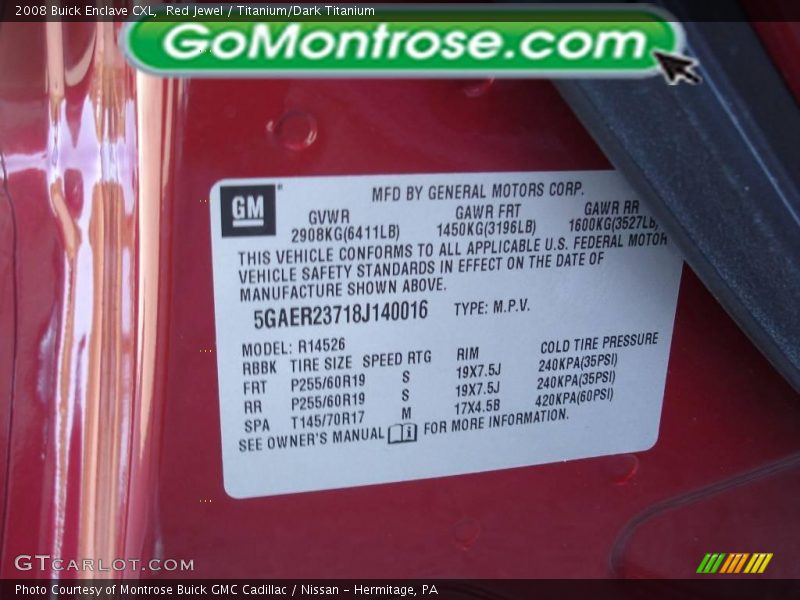 2008 Buick Enclave CXL, Red Jewel / Titanium/Dark Titanium
GoMontrose.com
GM
MFD BY GENERAL MOTORS CORP.
GVWR GAWR FRT GAWR RR
2908KG(6411LB) 1450KG(3196LB) 1600KG(3527LB)
THIS VEHICLE CONFORMS TO ALL APPLICABLE U.S. FEDERAL MOTOR
VEHICLE SAFETY STANDARDS IN EFFECT ON THE DATE OF
MANUFACTURE SHOWN ABOVE.
5GAER23718J140016 TYPE: M.P.V.
MODEL: R14526
RBBK TIRE SIZE SPEED RTG RIM COLD TIRE PRESSURE
FRT P255/60R19 S 19X7.5J 240KPA(35PSI)
RR P255/60R19 S 19X7.5J 240KPA(35PSI)
SPA T145/70R17 M 17X4.5B 420KPA(60PSI)
SEE OWNER'S MANUAL FOR MORE INFORMATION.
GTCARLOT.COM
Photo Courtesy of Montrose Buick GMC Cadillac / Nissan - Hermitage, PA